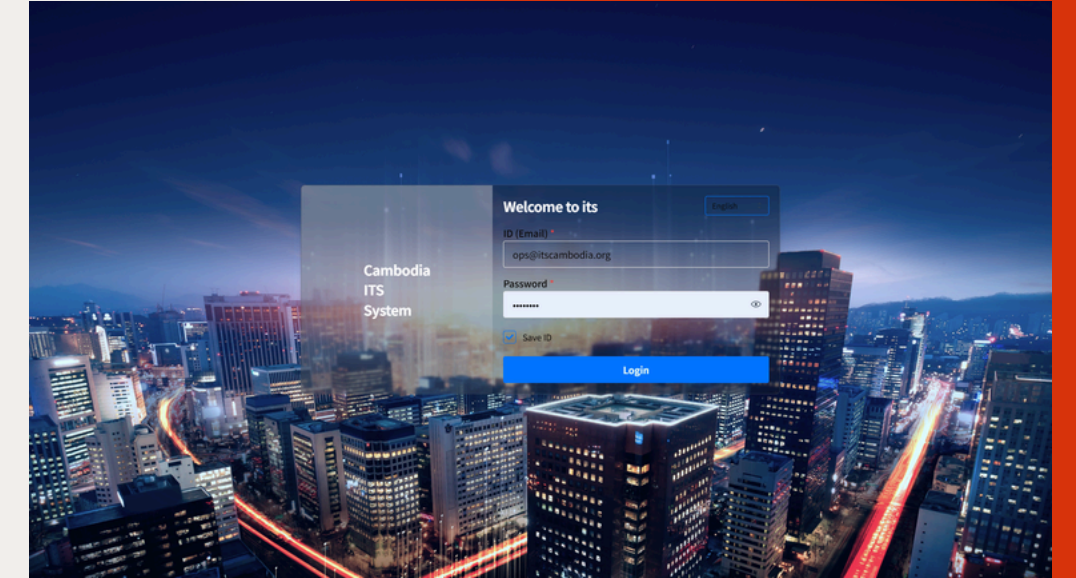 Cambodia
ITS
System
Welcome to its
English
ID (Email) *
ops@itscambodia.org
Password *
••••••••
Save ID
Login